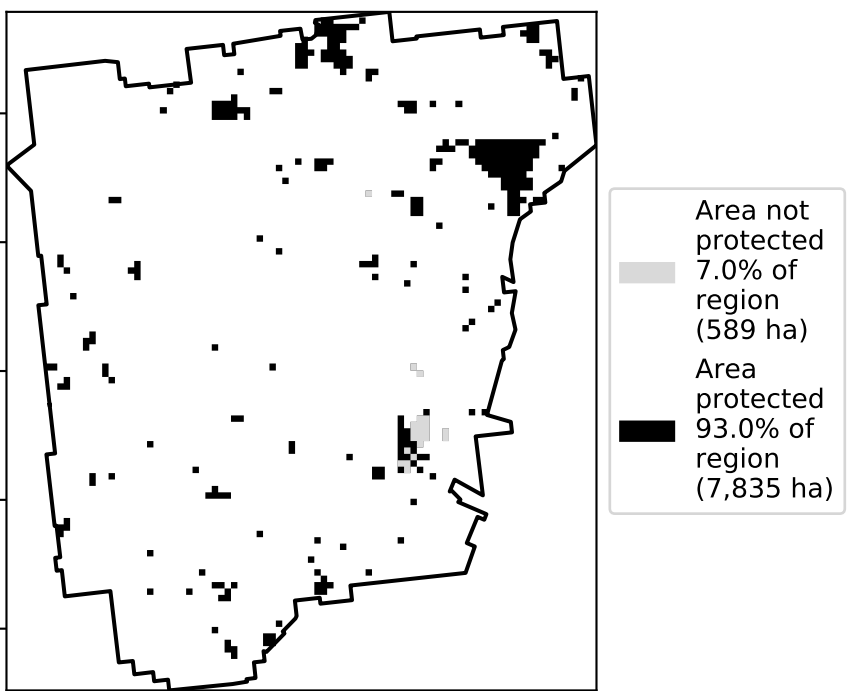 Area not
protected
7.0% of
region
(589 ha)
Area
protected
93.0% of
region
(7,835 ha)